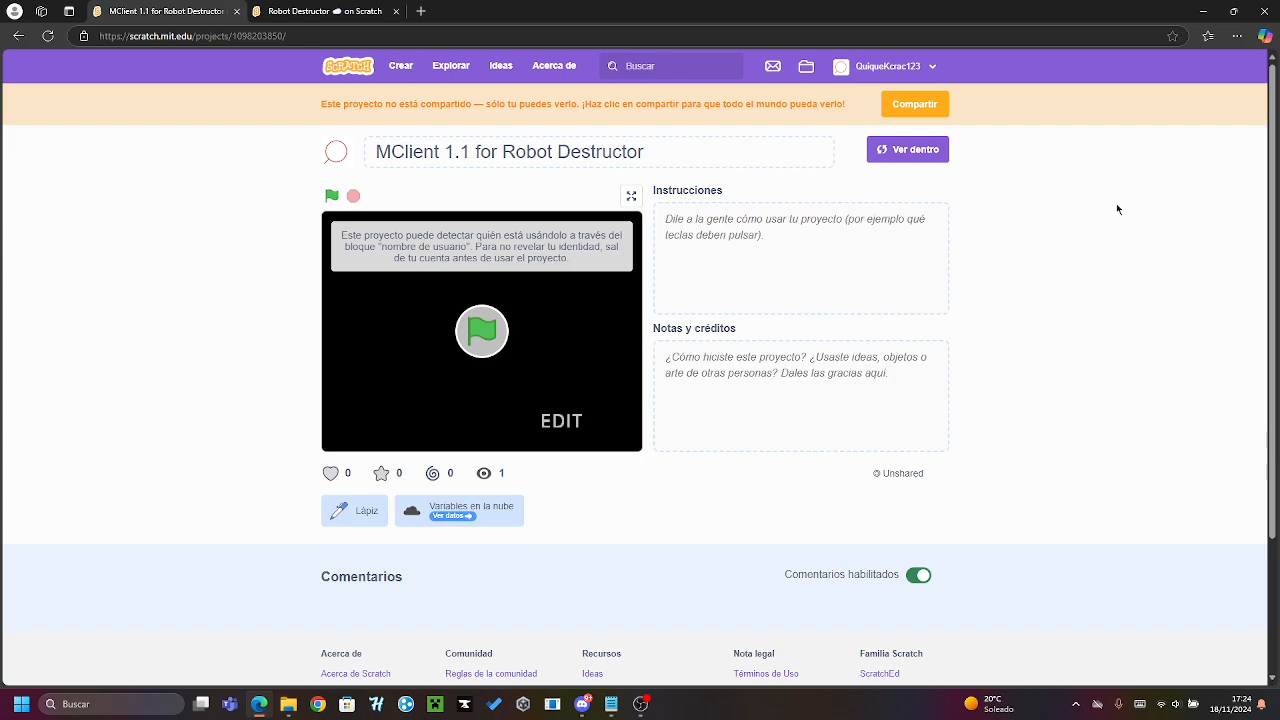 MClient 1.1 for Robot Destructor
Robot Destructor ☁ on Scratch
https://scratch.mit.edu/projects/1098203850/
SCRATCH
Crear
Explorar
Ideas
Acerca de
Buscar
QuiqueKcrac123
Este proyecto no está compartido — sólo tu puedes verlo. ¡Haz clic en compartir para que todo el mundo pueda verlo!
Compartir
MClient 1.1 for Robot Destructor
Ver dentro
Instrucciones
Dile a la gente cómo usar tu proyecto (por ejemplo qué
teclas deben pulsar).
Este proyecto puede detectar quién está usándolo a través del
bloque "nombre de usuario". Para no revelar tu identidad, sal
de tu cuenta antes de usar el proyecto.
EDIT
Notas y créditos
¿Cómo hiciste este proyecto? ¿Usaste ideas, objetos o
arte de otras personas? Dales las gracias aquí.
0
0
0
1
Unshared
Lápiz
Variables en la nube
Ver datos
Comentarios
Comentarios habilitados
Acerca de
Comunidad
Recursos
Nota legal
Familia Scratch
Acerca de Scratch
Reglas de la comunidad
Ideas
Términos de Uso
ScratchEd
Buscar
20°C
Soleado
17:24
18/11/2024